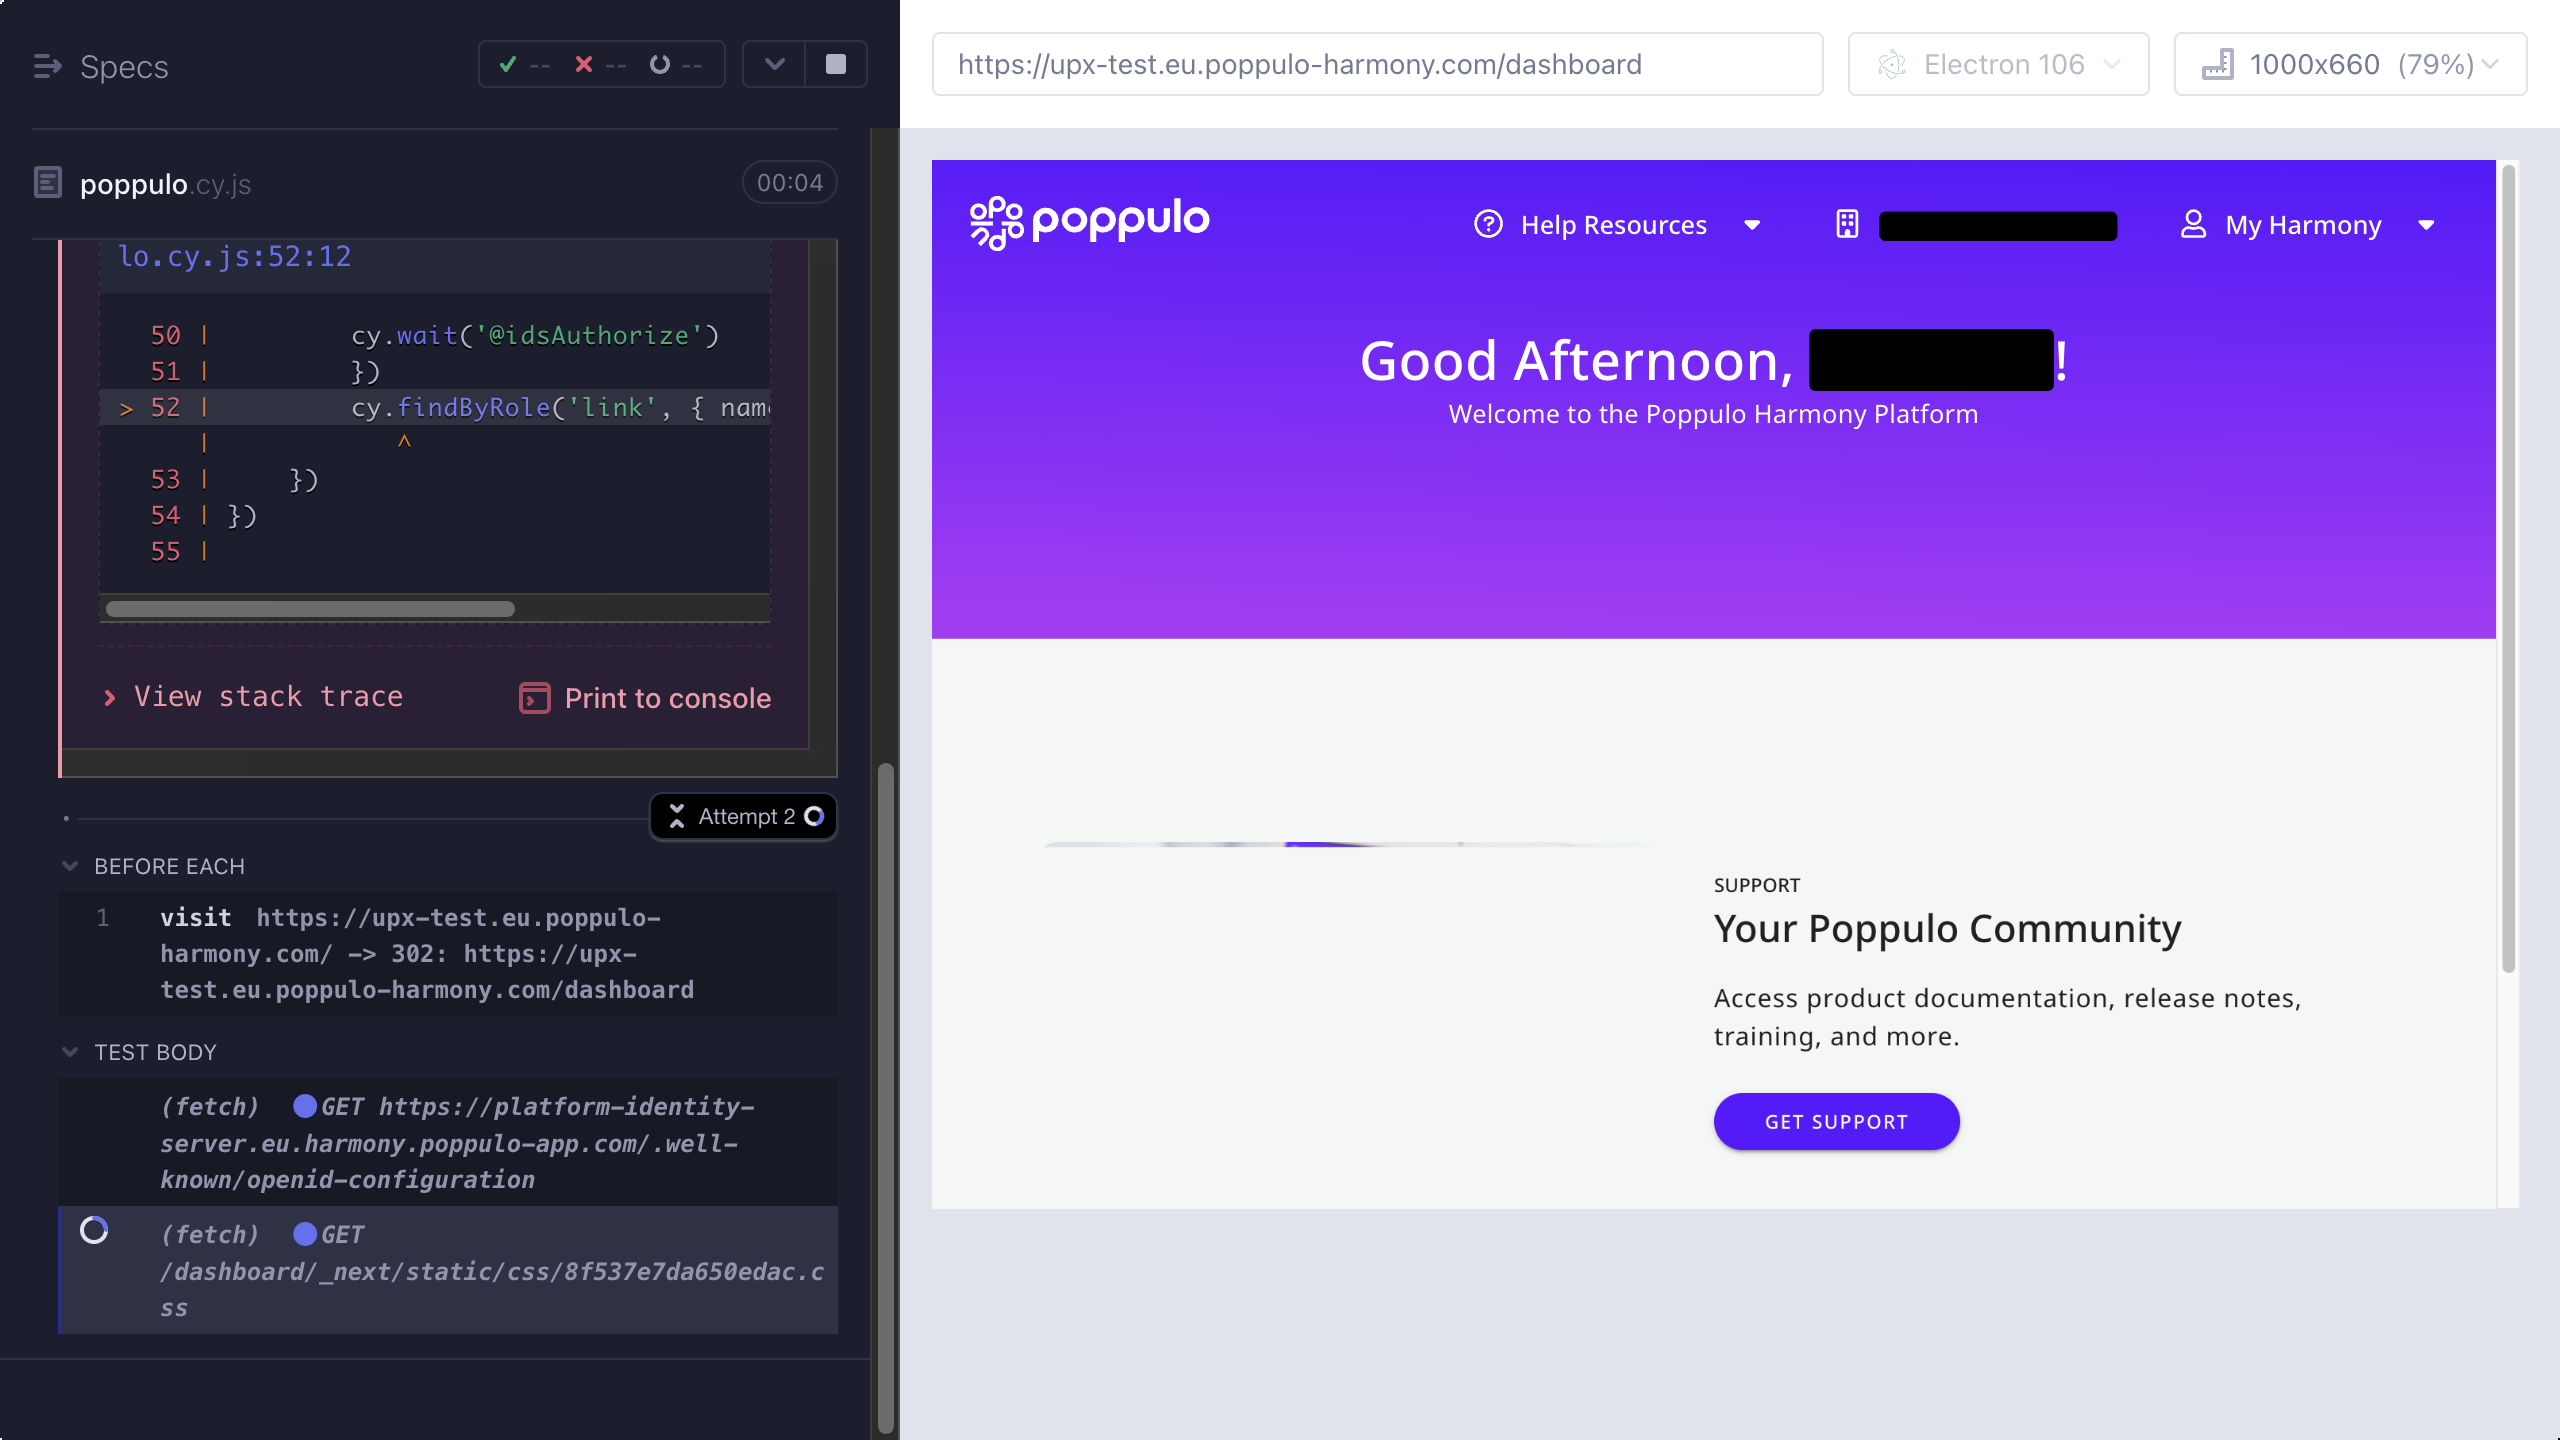 Specs
-- -- --
poppulo.cy.js
00:04
lo.cy.js:52:12
50 | cy.wait('@idsAuthorize')
51 | })
> 52 | cy.findByRole('link', { nam
| ^
53 | })
54 | })
55 |
View stack trace
Print to console
Attempt 2
BEFORE EACH
1 visit https://upx-test.eu.poppulo-
harmony.com/ -> 302: https://upx-
test.eu.poppulo-harmony.com/dashboard
TEST BODY
(fetch) GET https://platform-identity-
server.eu.harmony.poppulo-app.com/.well-
known/openid-configuration
(fetch) GET
/dashboard/_next/static/css/8f537e7da650edac.c
ss
https://upx-test.eu.poppulo-harmony.com/dashboard
Electron 106
1000x660 (79%)
poppulo
Help Resources
My Harmony
Good Afternoon, !
Welcome to the Poppulo Harmony Platform
SUPPORT
Your Poppulo Community
Access product documentation, release notes,
training, and more.
GET SUPPORT